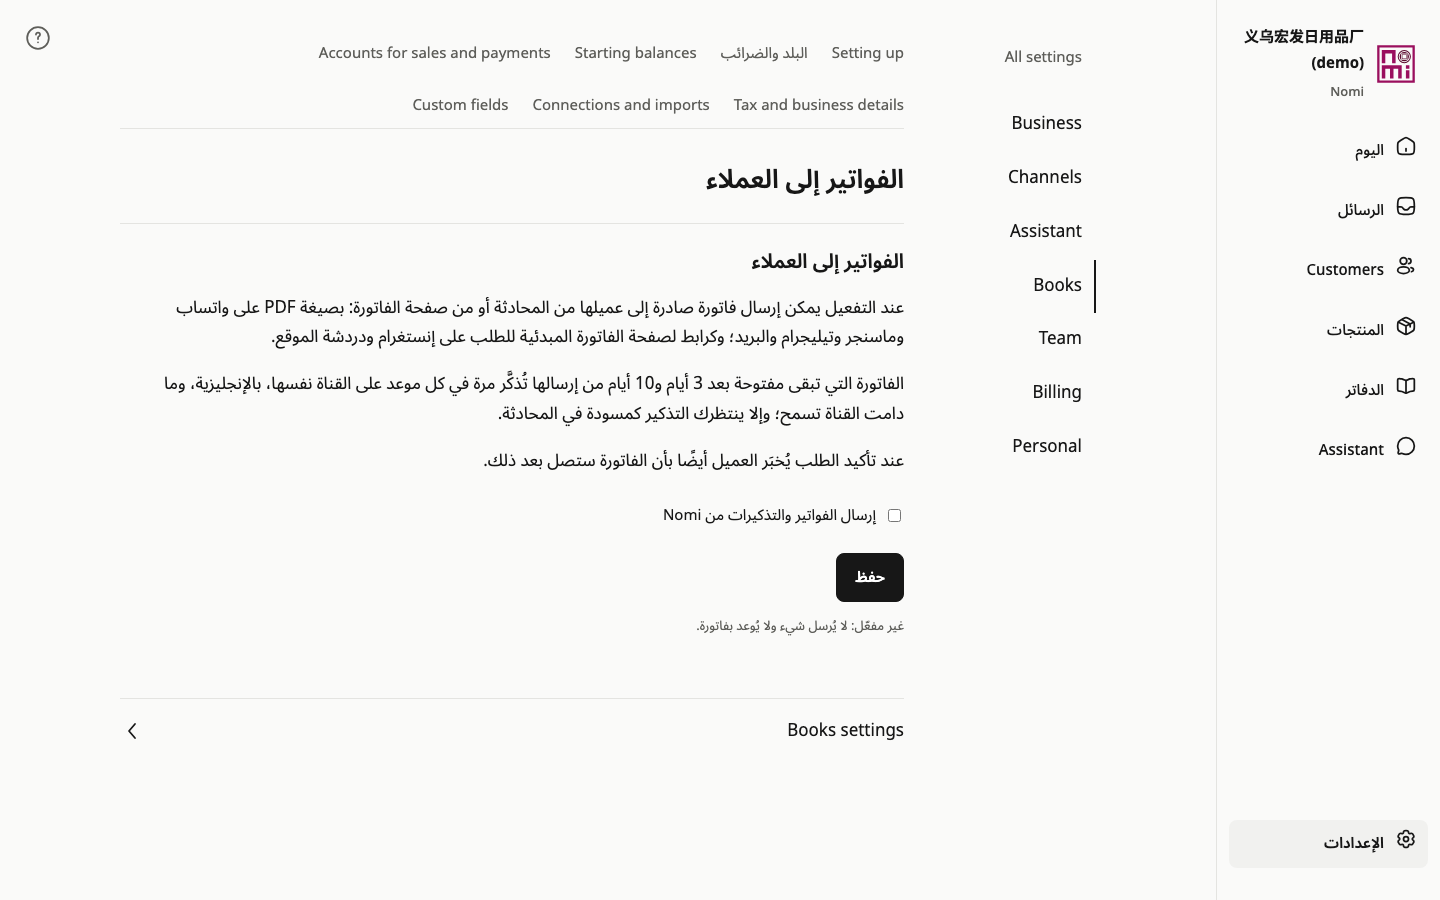 义乌宏发日用品厂
(demo)
Nomi
اليوم
الرسائل
Customers
المنتجات
الدفاتر
Assistant
الإعدادات
All settings
Business
Channels
Assistant
Books
Team
Billing
Personal
Setting up
البلد والضرائب
Starting balances
Accounts for sales and payments
Tax and business details
Connections and imports
Custom fields
الفواتير إلى العملاء
الفواتير إلى العملاء
عند التفعيل يمكن إرسال فاتورة صادرة إلى عميلها من المحادثة أو من صفحة الفاتورة: بصيغة PDF على واتساب
وماسنجر وتيليجرام والبريد؛ وكرابط لصفحة الفاتورة المبدئية للطلب على إنستغرام ودردشة الموقع.
الفاتورة التي تبقى مفتوحة بعد 3 أيام و10 أيام من إرسالها تُذكَّر مرة في كل موعد على القناة نفسها، بالإنجليزية، وما
دامت القناة تسمح؛ وإلا ينتظرك التذكير كمسودة في المحادثة.
عند تأكيد الطلب يُخبَر العميل أيضًا بأن الفاتورة ستصل بعد ذلك.
إرسال الفواتير والتذكيرات من Nomi
حفظ
غير مفعّل: لا يُرسل شيء ولا يُوعد بفاتورة.
Books settings